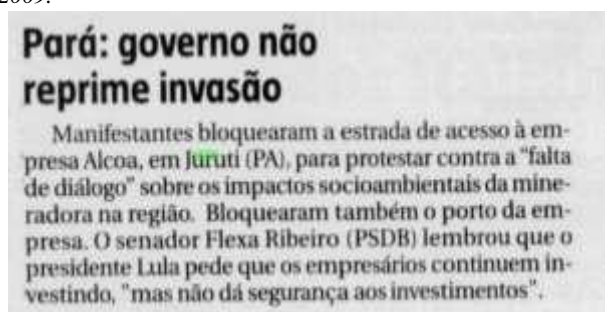 2009.
Pará: governo não
reprime invasão
Manifestantes bloquearam a estrada de acesso à em-
presa Alcoa, em Juruti (PA), para protestar contra a "falta
de diálogo" sobre os impactos socioambientais da mine-
radora na região. Bloquearam também o porto da em-
presa. O senador Flexa Ribeiro (PSDB) lembrou que o
presidente Lula pede que os empresários continuem in-
vestindo, "mas não dá segurança aos investimentos".